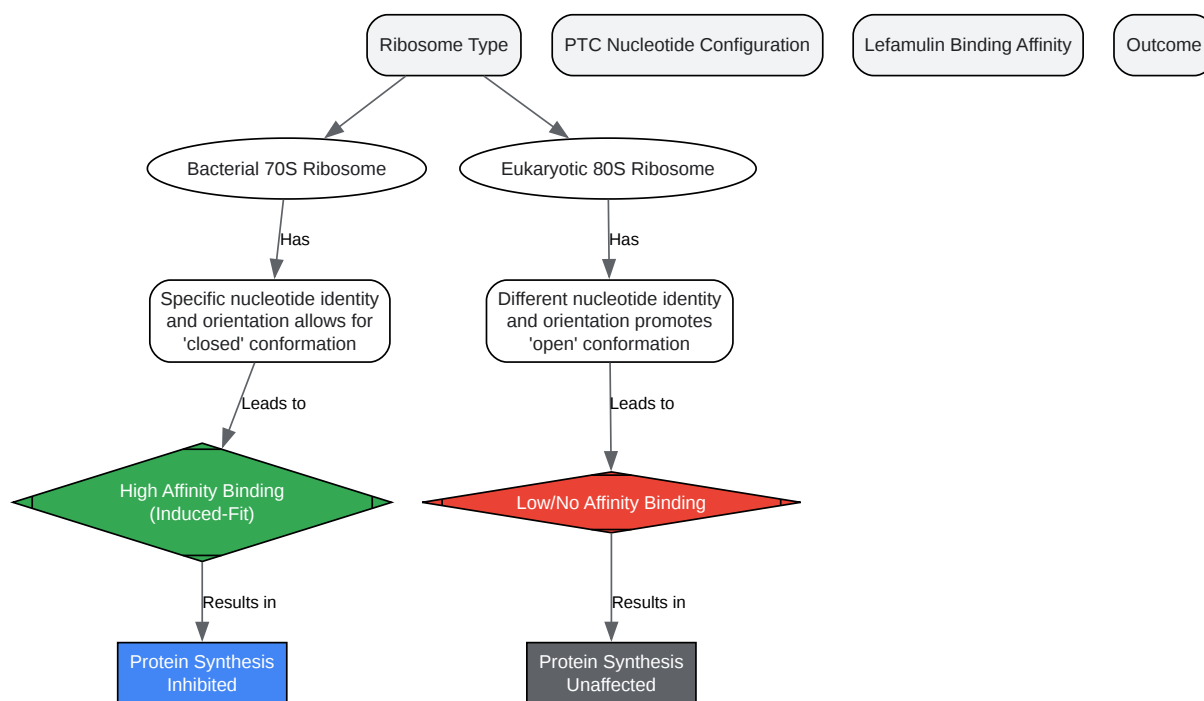 Ribosome Type
PTC Nucleotide Configuration
Lefamulin Binding Affinity
Outcome
Bacterial 70S Ribosome
Eukaryotic 80S Ribosome
Has
Has
Specific nucleotide identity
and orientation allows for
'closed' conformation
Different nucleotide identity
and orientation promotes
'open' conformation
Leads to
Leads to
High Affinity Binding
(Induced-Fit)
Low/No Affinity Binding
Results in
Results in
Protein Synthesis
Inhibited
Protein Synthesis
Unaffected